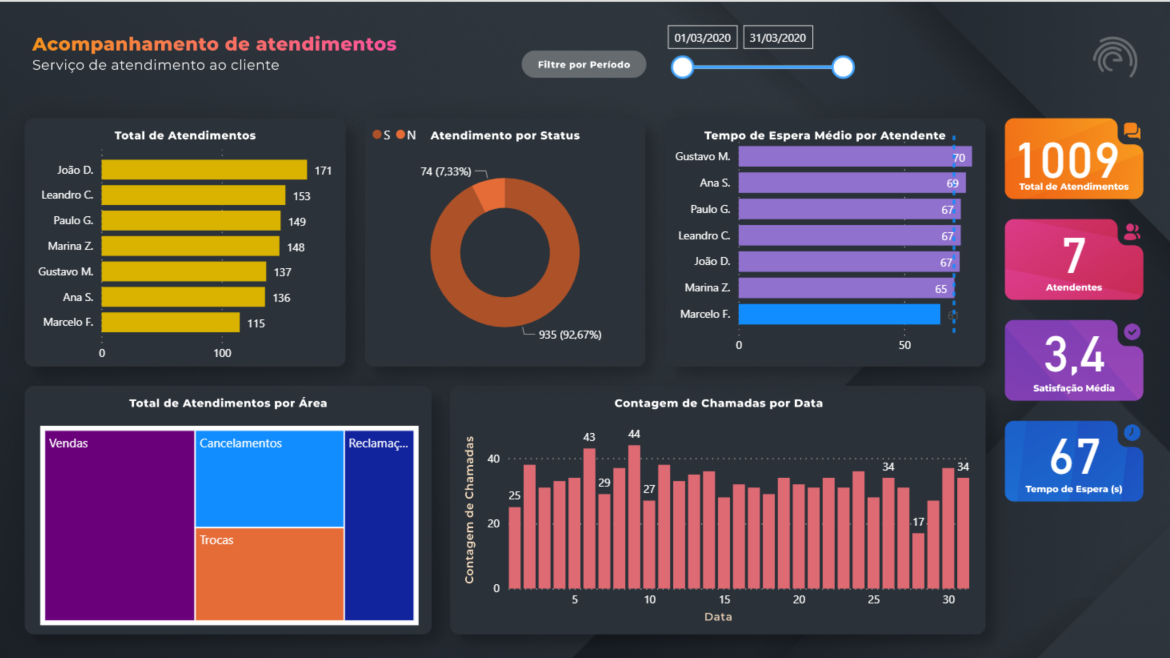 Acompanhamento de atendimentos
Serviço de atendimento ao cliente
Filtre por Período
01/03/2020
31/03/2020
Total de Atendimentos
João D.
171
Leandro C.
153
Paulo G.
149
Marina Z.
148
Gustavo M.
137
Ana S.
136
Marcelo F.
115
0
100
S
N
Atendimento por Status
74 (7,33%)
935 (92,67%)
Tempo de Espera Médio por Atendente
Gustavo M.
70
Ana S.
69
Paulo G.
67
Leandro C.
67
João D.
67
Marina Z.
65
Marcelo F.
0
50
1009
Total de Atendimentos
7
Atendentes
3,4
Satisfação Média
67
Tempo de Espera (s)
Total de Atendimentos por Área
Vendas
Cancelamentos
Reclamaç...
Trocas
Contagem de Chamadas por Data
Contagem de Chamadas
40
20
0
25
43
29
44
27
34
17
34
5
10
15
20
25
30
Data